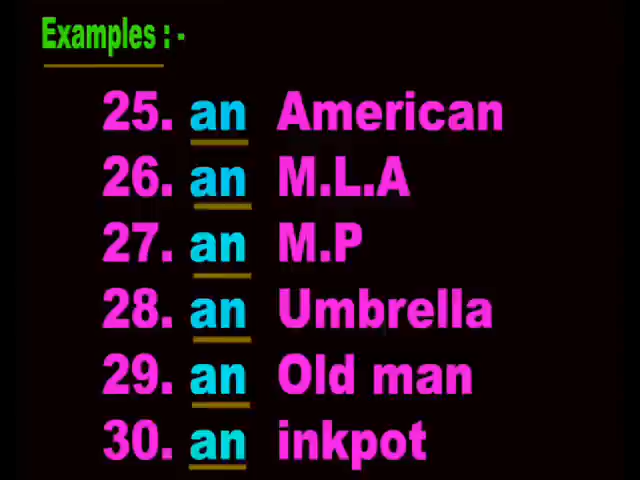 Examples : -
25. an American
26. an M.L.A
27. an M.P
28. an Umbrella
29. an Old man
30. an inkpot